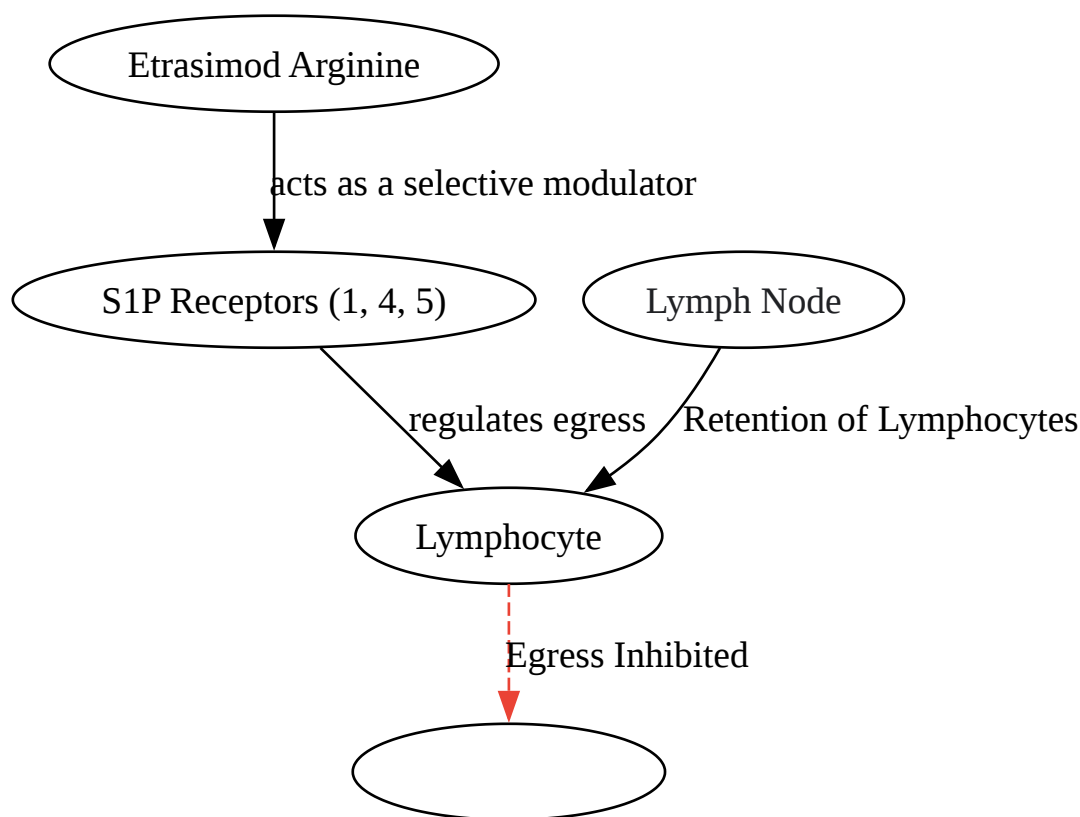 Etrasimod Arginine
acts as a selective modulator
S1P Receptors (1, 4, 5)
Lymph Node
regulates egress
Retention of Lymphocytes
Lymphocyte
Egress Inhibited